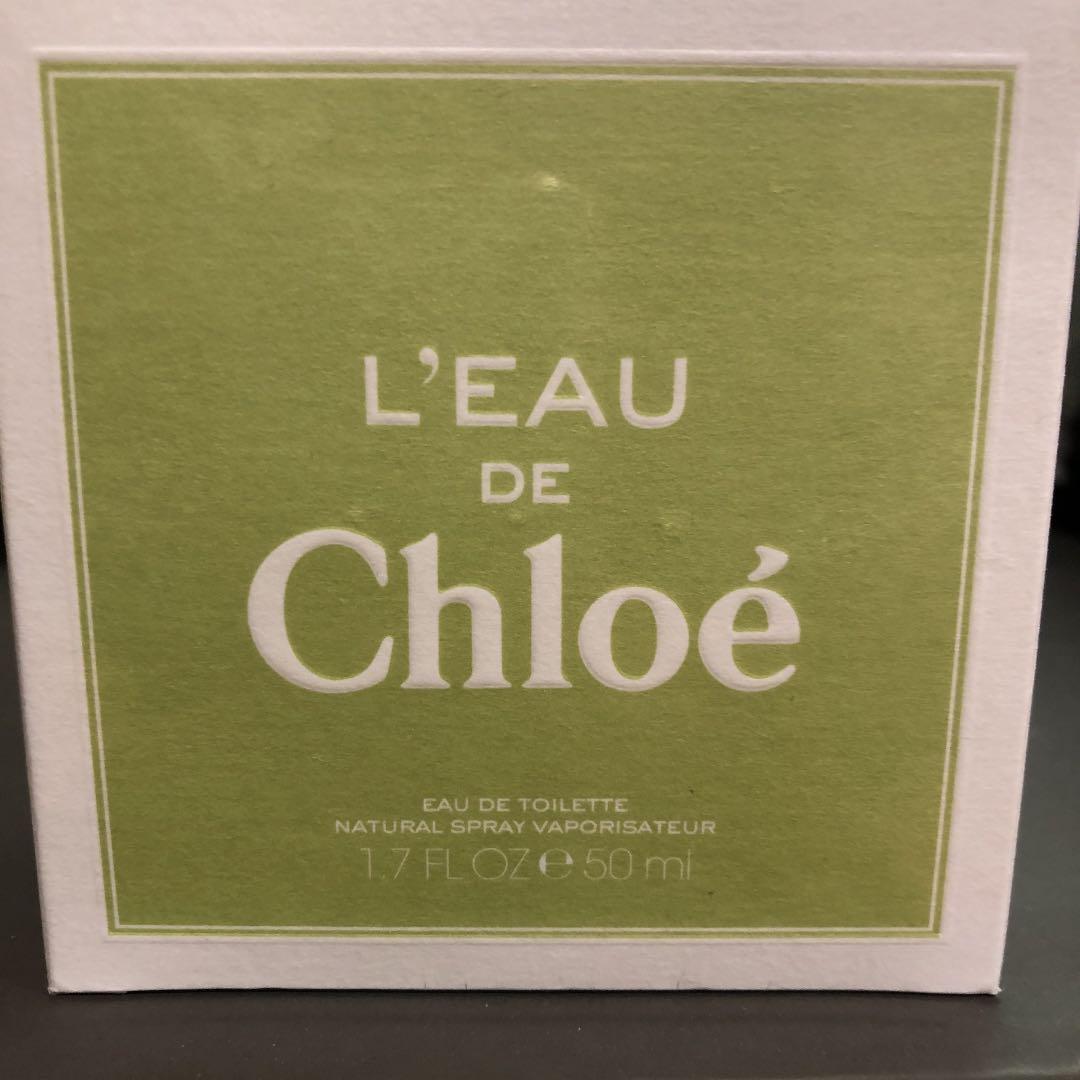 L'EAU
DE
Chloé
EAU DE TOILETTE
NATURAL SPRAY VAPORISATEUR
1.7 FL OZ ℮ 50 ml